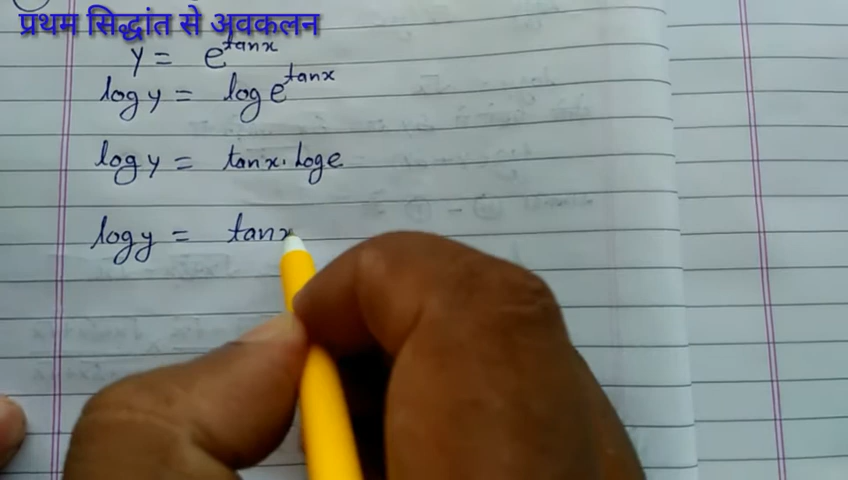 प्रथम सिद्धांत से अवकलन
y = e^tanx
log y = log e^tanx
log y = tanx. loge
log y = tanx